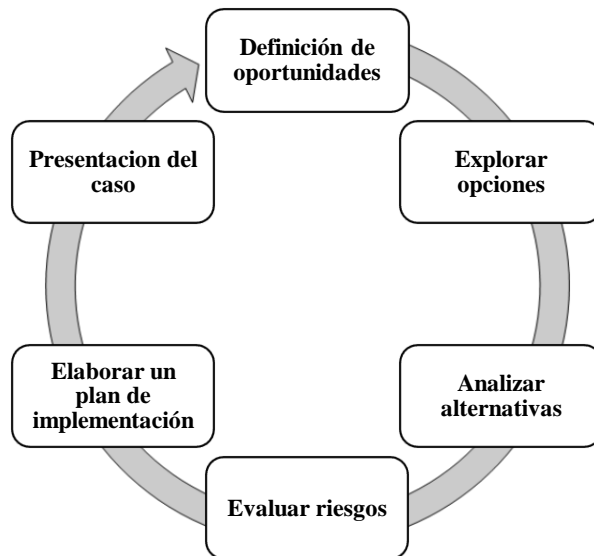 Definición de
oportunidades
Explorar
opciones
Analizar
alternativas
Evaluar riesgos
Elaborar un
plan de
implementación
Presentacion del
caso